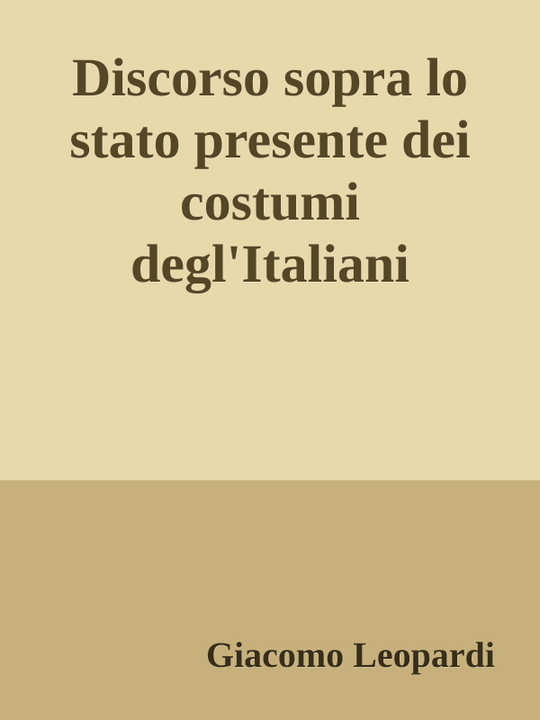 Discorso sopra lo
stato presente dei
costumi
degl'Italiani
Giacomo Leopardi